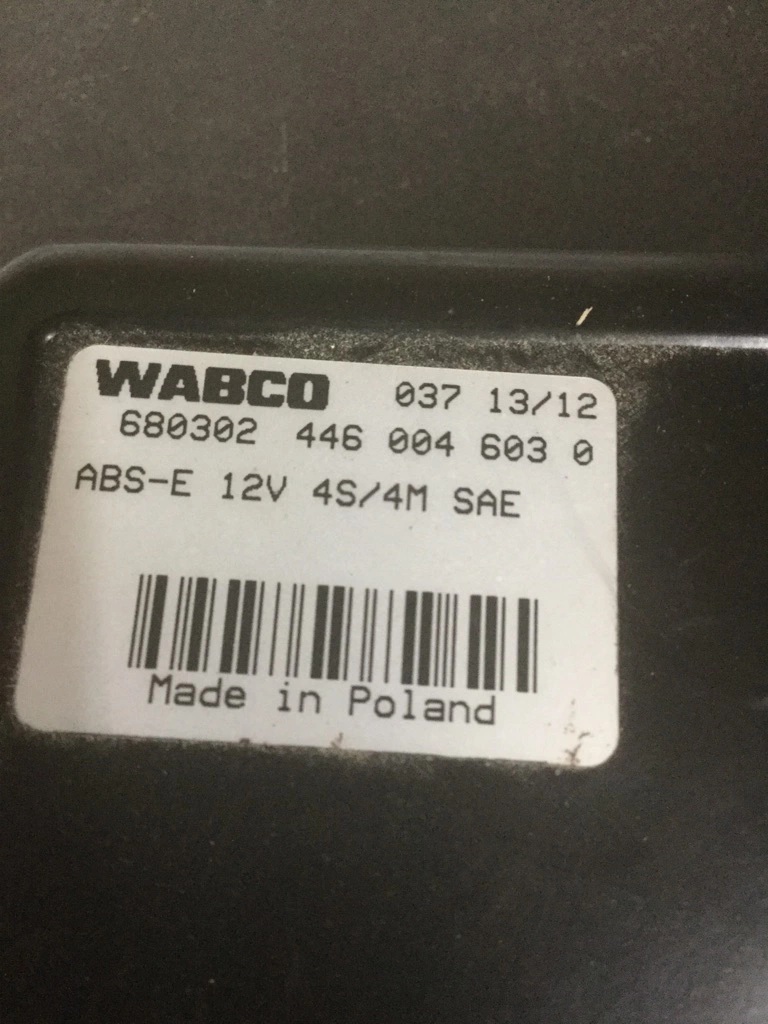 WABCO 037 13/12
680302 446 004 603 0
ABS-E 12V 4S/4M SAE
Made in Poland